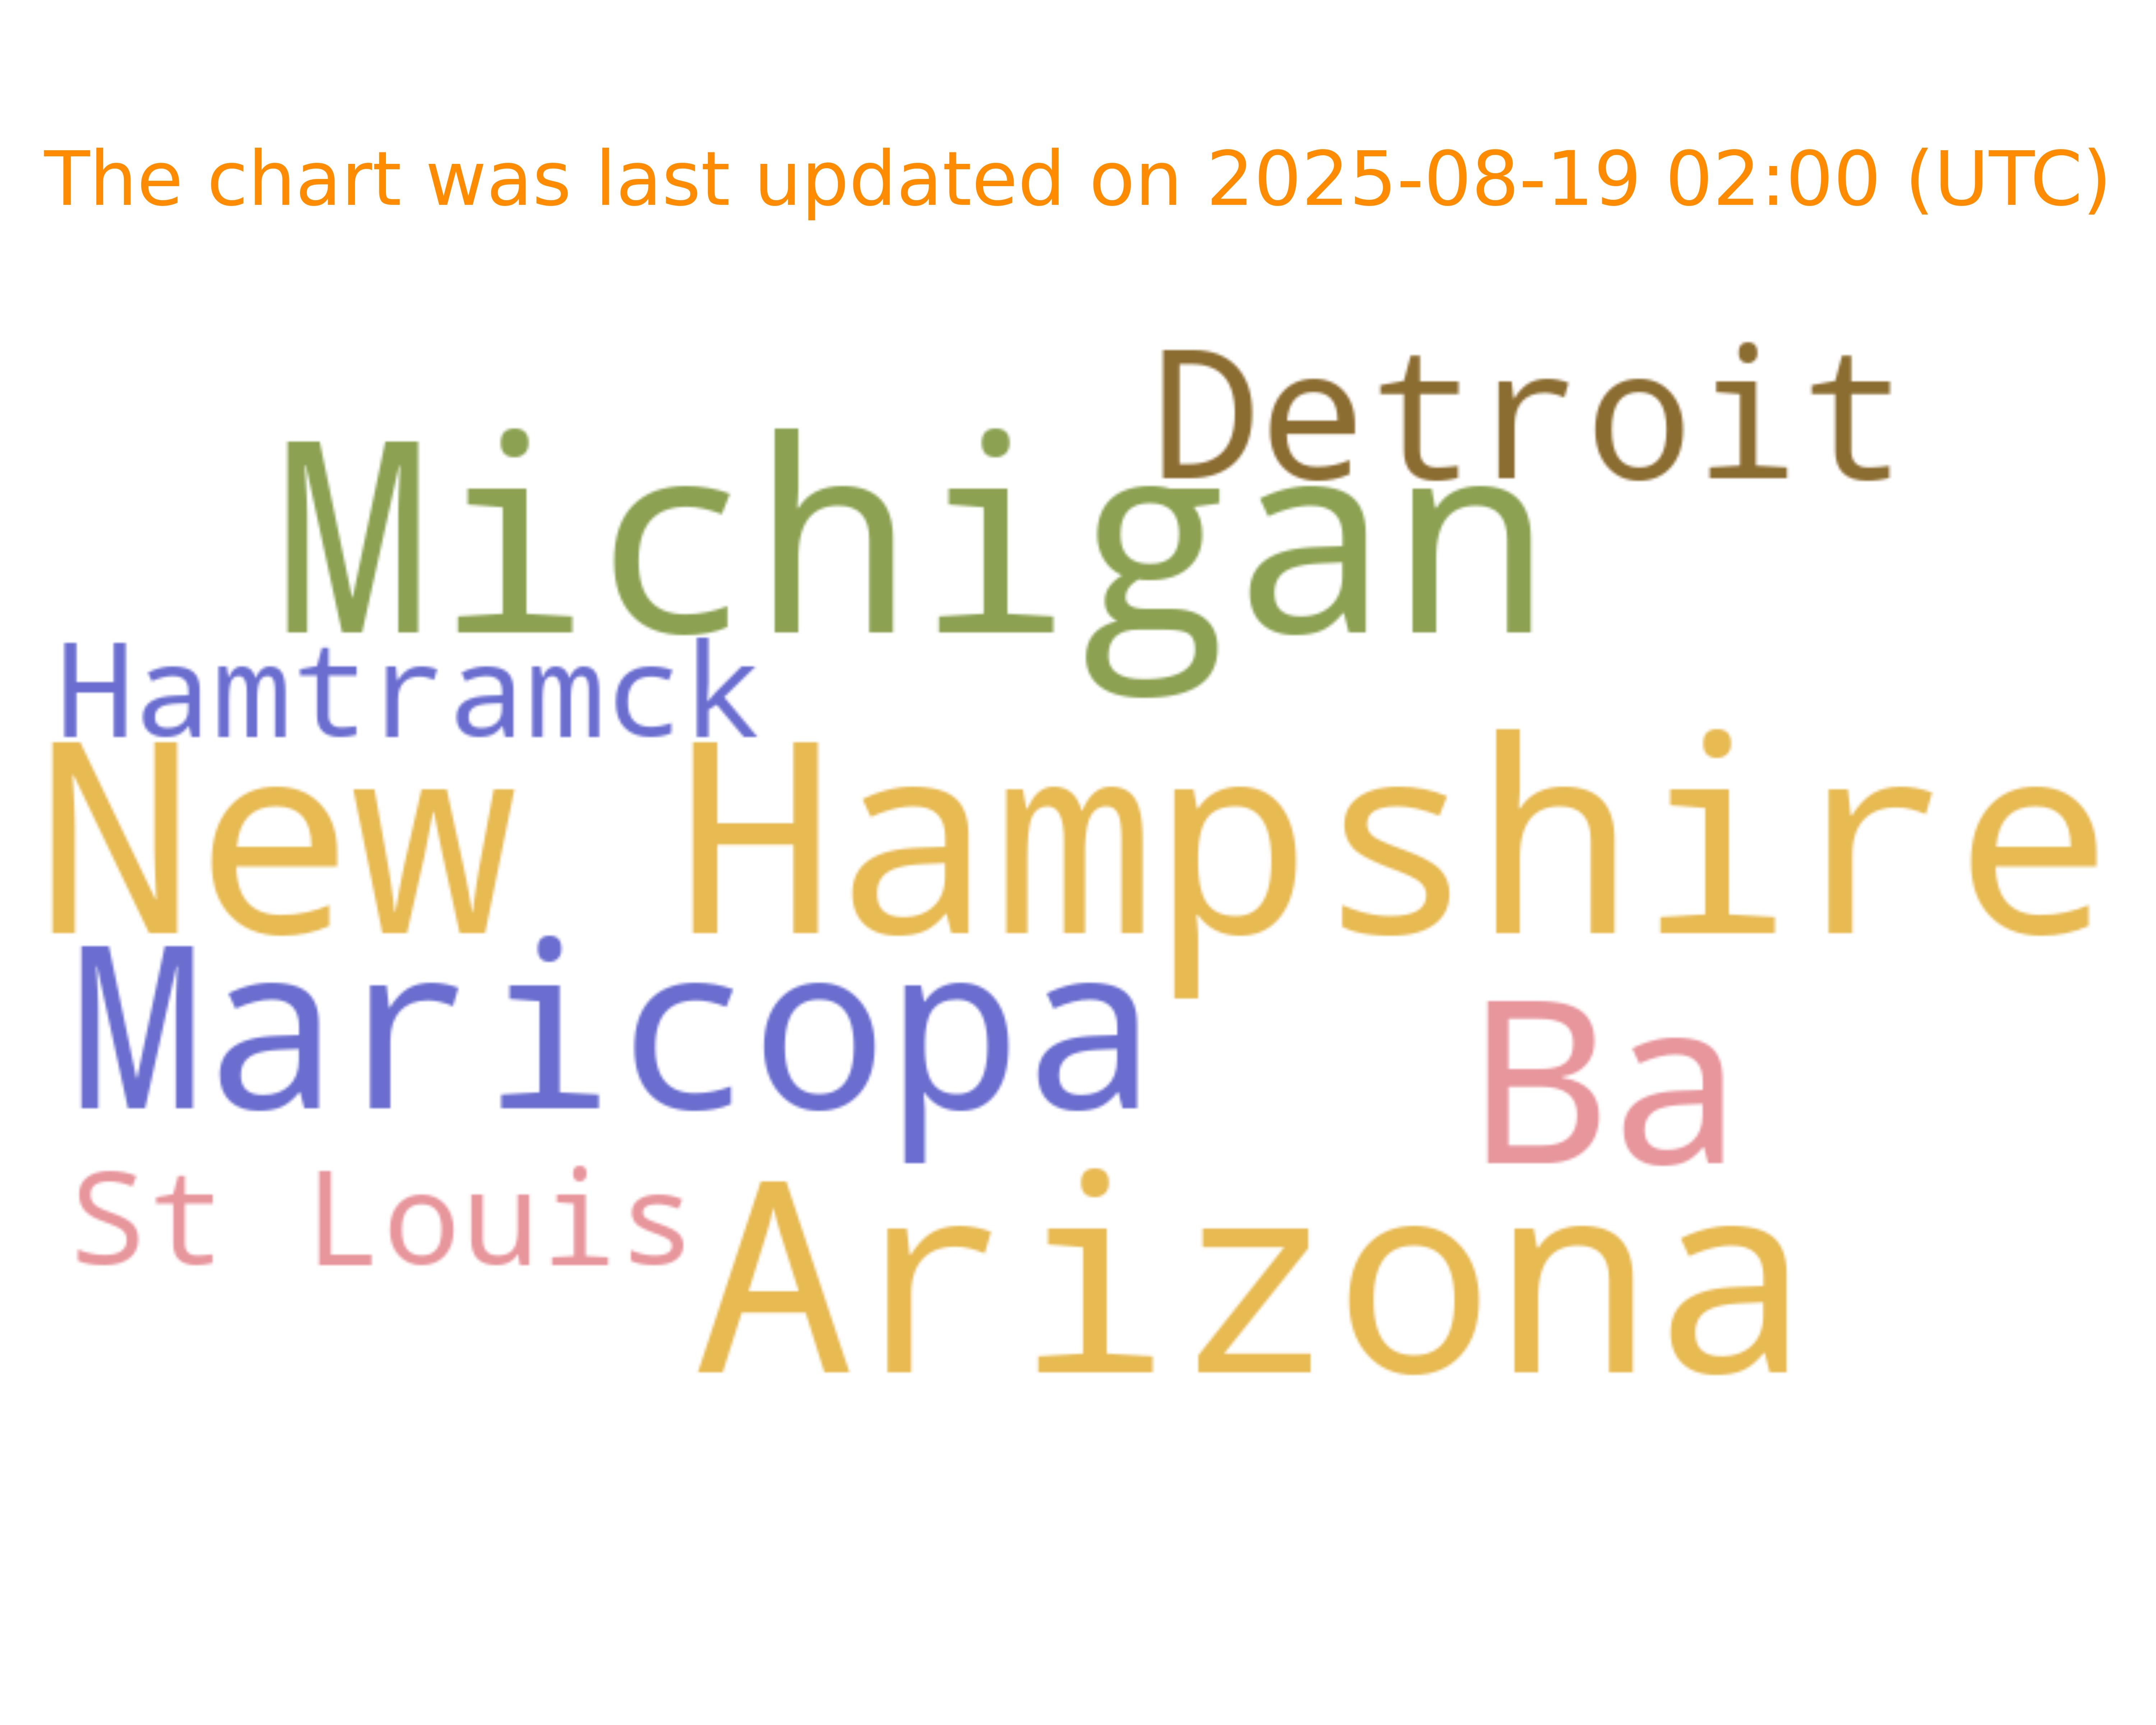 The chart was last updated on 2025-08-19 02:00 (UTC)
Detroit
Michigan
Hamtramck
New Hampshire
Maricopa
Ba
St Louis
Arizona